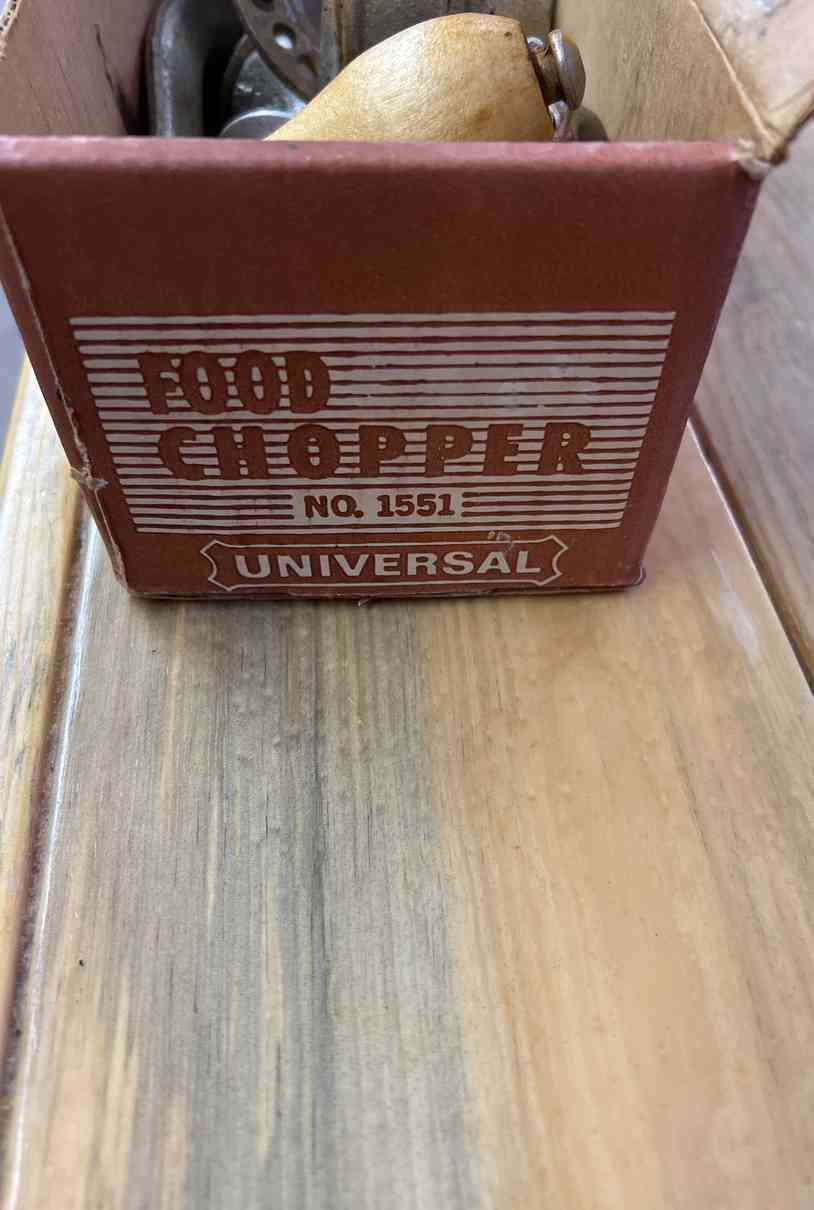 FOOD
CHOPPER
NO. 1551
UNIVERSAL